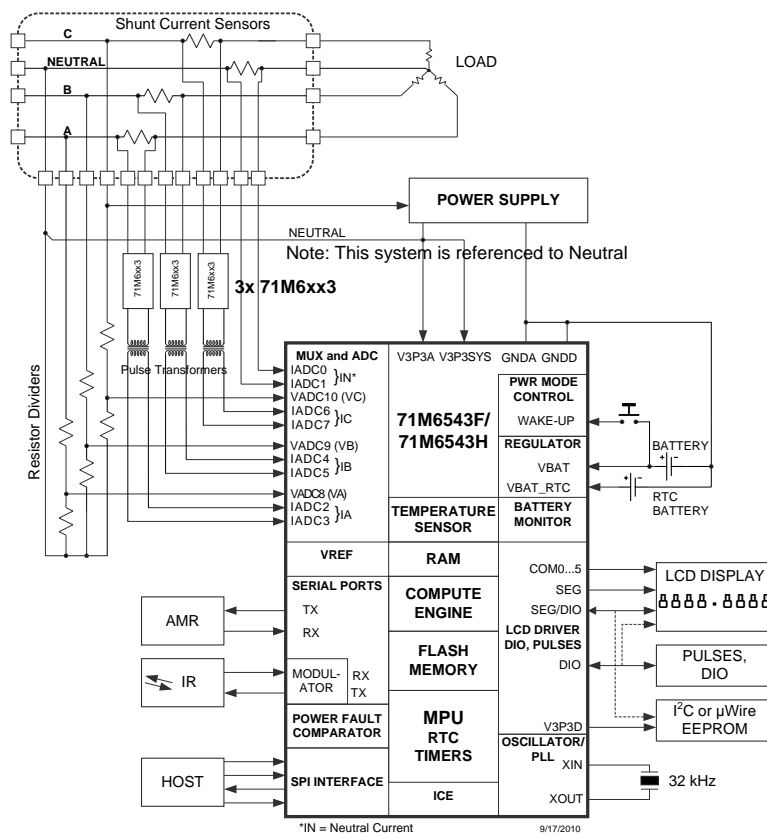 Shunt Current Sensors
C
NEUTRAL
B
A
LOAD
POWER SUPPLY
NEUTRAL
Note: This system is referenced to Neutral
71M6xx3
71M6xx3
71M6xx3
3x 71M6xx3
Pulse Transformers
Resistor Dividers
MUX and ADC
IADC0
IADC1
}IN*
VADC10 (VC)
IADC6
IADC7
}IC
VADC9 (VB)
IADC4
IADC5
}IB
VADC8 (VA)
IADC2
IADC3
}IA
V3P3A
V3P3SYS
GNDA
GNDD
71M6543F/
71M6543H
PWR MODE
CONTROL
WAKE-UP
REGULATOR
VBAT
VBAT_RTC
BATTERY
RTC
BATTERY
TEMPERATURE
SENSOR
BATTERY
MONITOR
VREF
RAM
SERIAL PORTS
TX
RX
COMPUTE
ENGINE
COM0...5
SEG
SEG/DIO
LCD DRIVER
DIO, PULSES
DIO
LCD DISPLAY
8888.8888
AMR
IR
MODUL-
ATOR
RX
TX
FLASH
MEMORY
PULSES,
DIO
POWER FAULT
COMPARATOR
MPU
RTC
TIMERS
V3P3D
I²C or µWire
EEPROM
OSCILLATOR/
PLL
XIN
XOUT
32 kHz
HOST
SPI INTERFACE
ICE
*IN = Neutral Current
9/17/2010